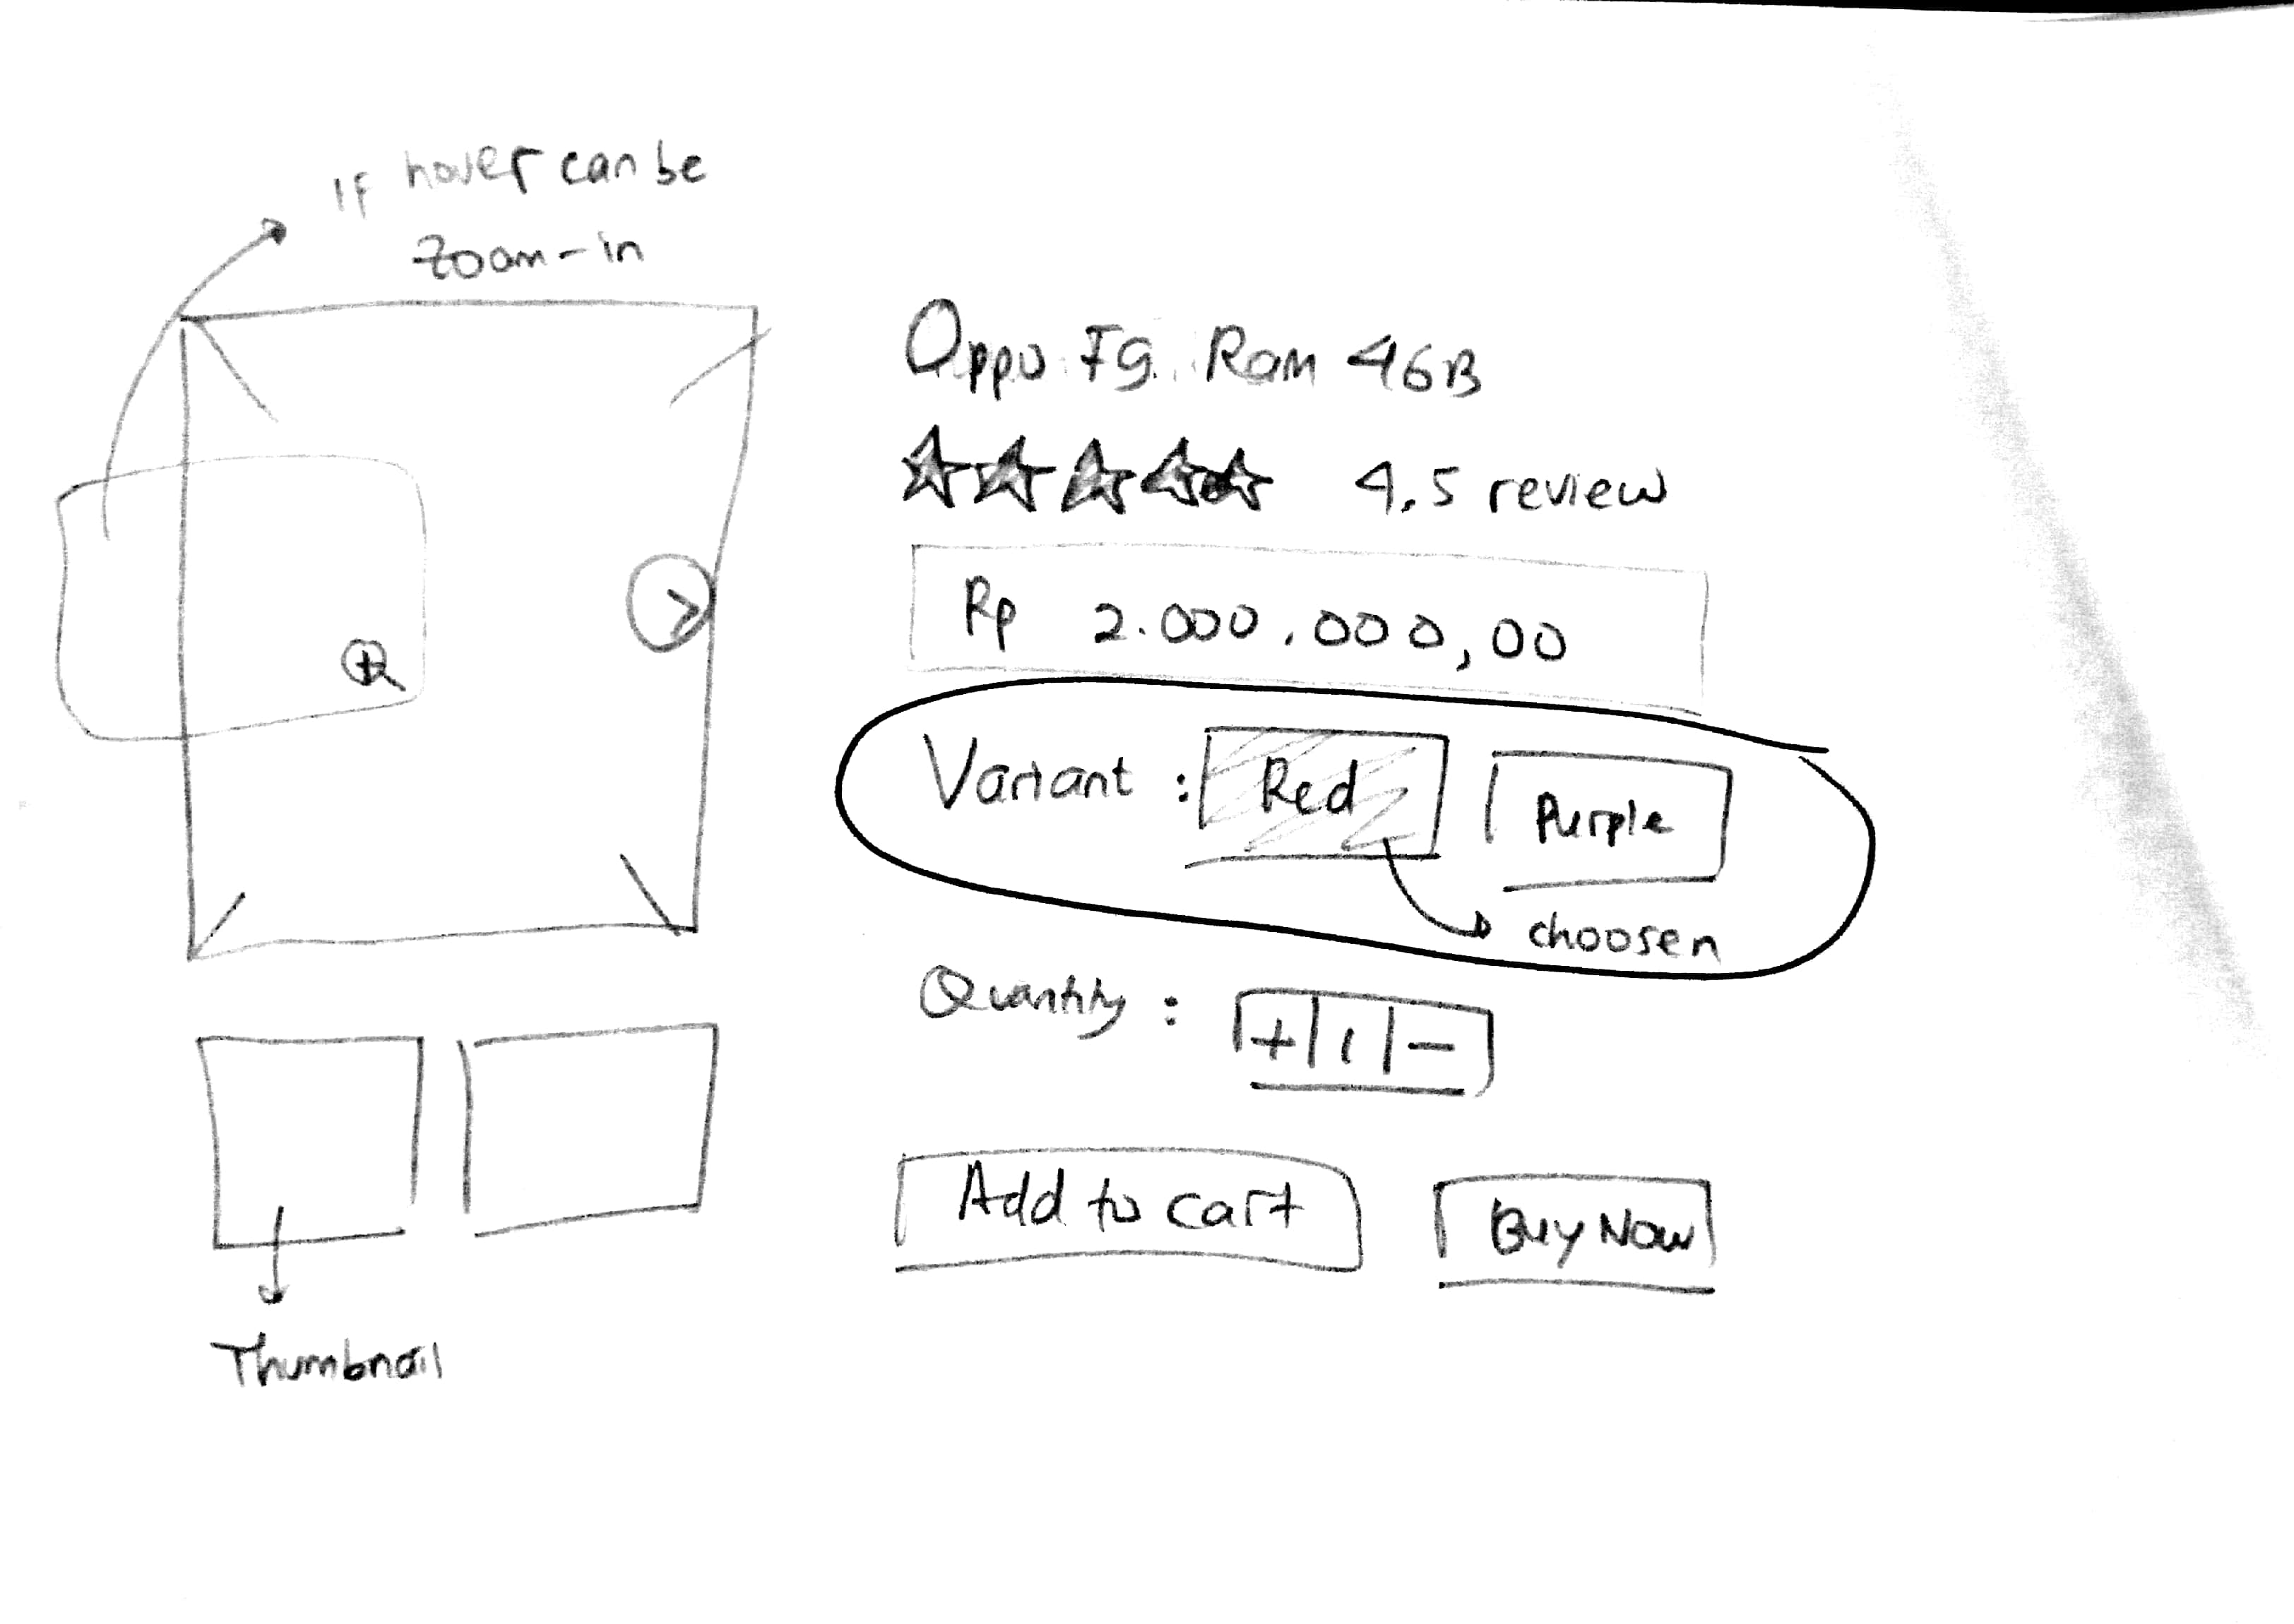 If hover can be
Zoom-in
Oppo F9 Ram 4GB
4.5 review
Rp 2.000.000,00
Variant : Red Purple
choosen
Quantity : + 1 -
Add to cart
Buy Now
Thumbnail